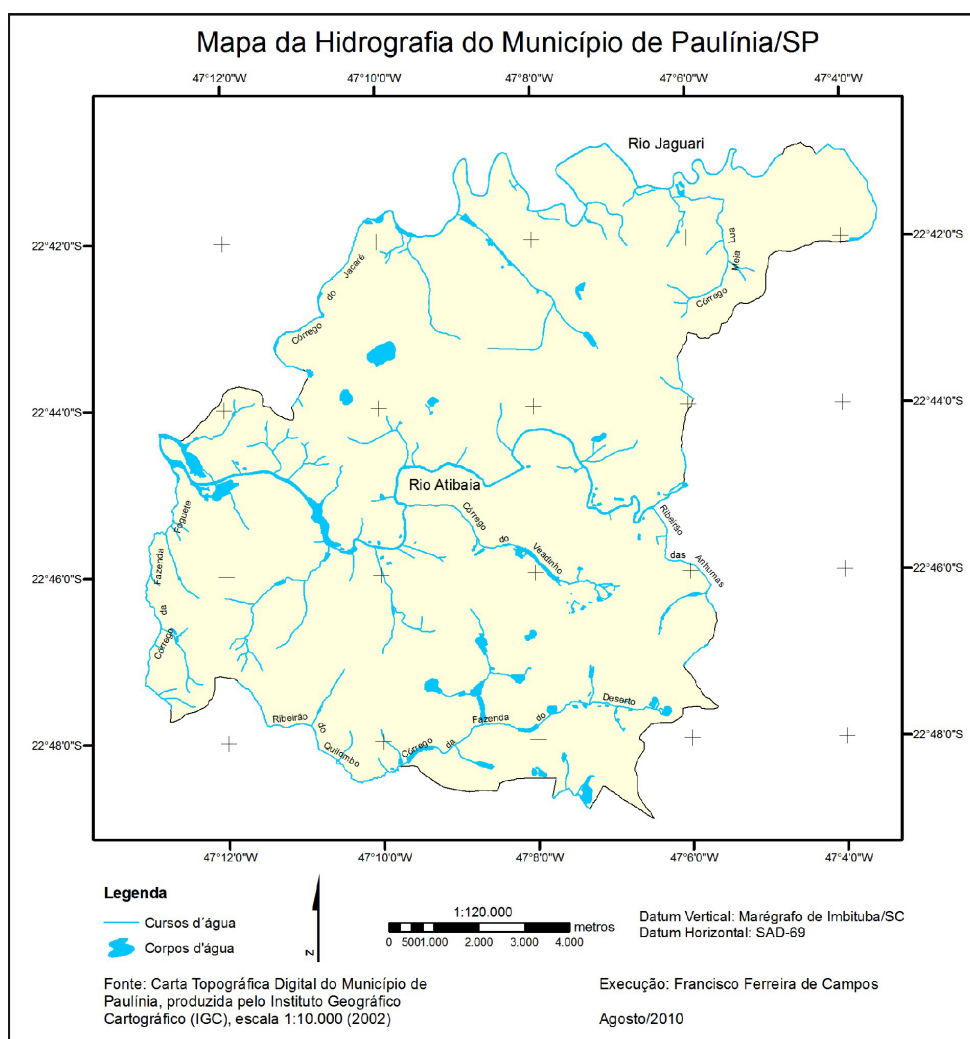 Mapa da Hidrografia do Município de Paulínia/SP
47°12'0"W 47°10'0"W 47°8'0"W 47°6'0"W 47°4'0"W
Rio Jaguari
22°42'0"S 22°42'0"S
Córrego do Jacaré
Córrego Meia Lua
22°44'0"S 22°44'0"S
Rio Atibaia
Córrego do Veadinho
Ribeirão das Anhumas
Córrego da Fazenda Foguete
22°46'0"S 22°46'0"S
Ribeirão do Quilombo
Córrego da Fazenda do Deserto
22°48'0"S 22°48'0"S
47°12'0"W 47°10'0"W 47°8'0"W 47°6'0"W 47°4'0"W
Legenda
Cursos d´água
Corpos d'água
N
1:120.000
metros
0 5001.000 2.000 3.000 4.000
Datum Vertical: Marégrafo de Imbituba/SC
Datum Horizontal: SAD-69
Fonte: Carta Topográfica Digital do Município de
Paulínia, produzida pelo Instituto Geográfico
Cartográfico (IGC), escala 1:10.000 (2002)
Execução: Francisco Ferreira de Campos
Agosto/2010